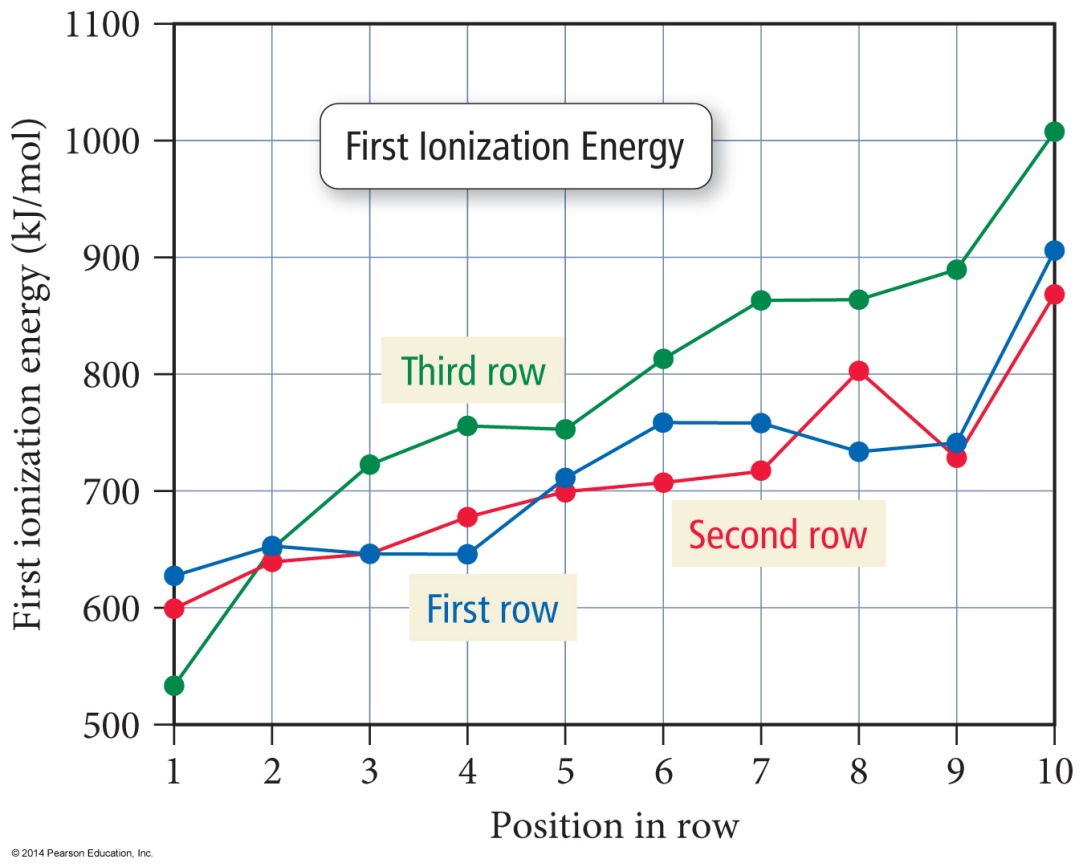 1100
1000
900
800
700
600
500
First ionization energy (kJ/mol)
First Ionization Energy
Third row
Second row
First row
1 2 3 4 5 6 7 8 9 10
Position in row
© 2014 Pearson Education, Inc.